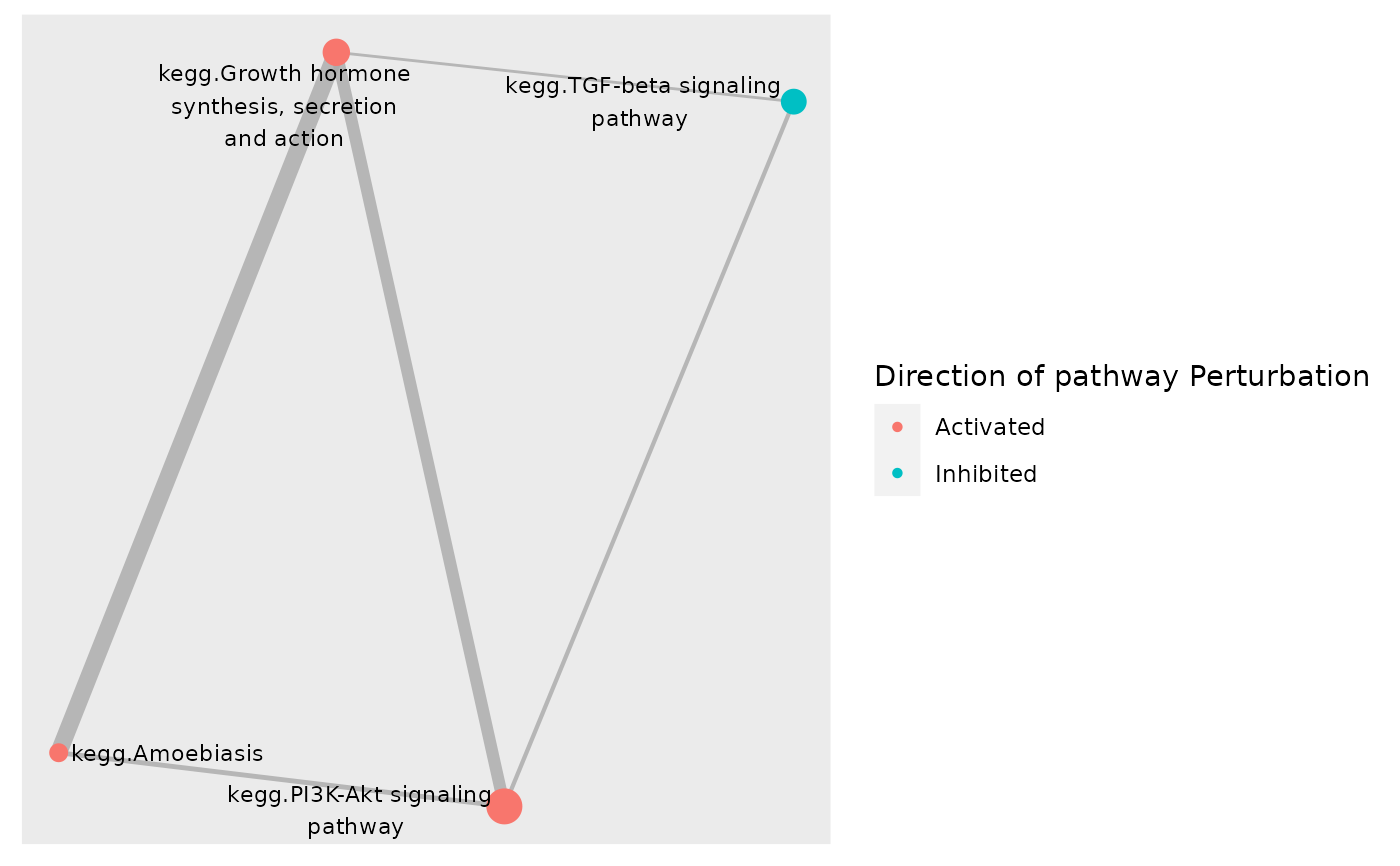 kegg.Growth hormone
synthesis, secretion
and action
kegg.TGF-beta signaling
pathway
kegg.Amoebiasis
kegg.PI3K-Akt signaling
pathway
Direction of pathway Perturbation
Activated
Inhibited